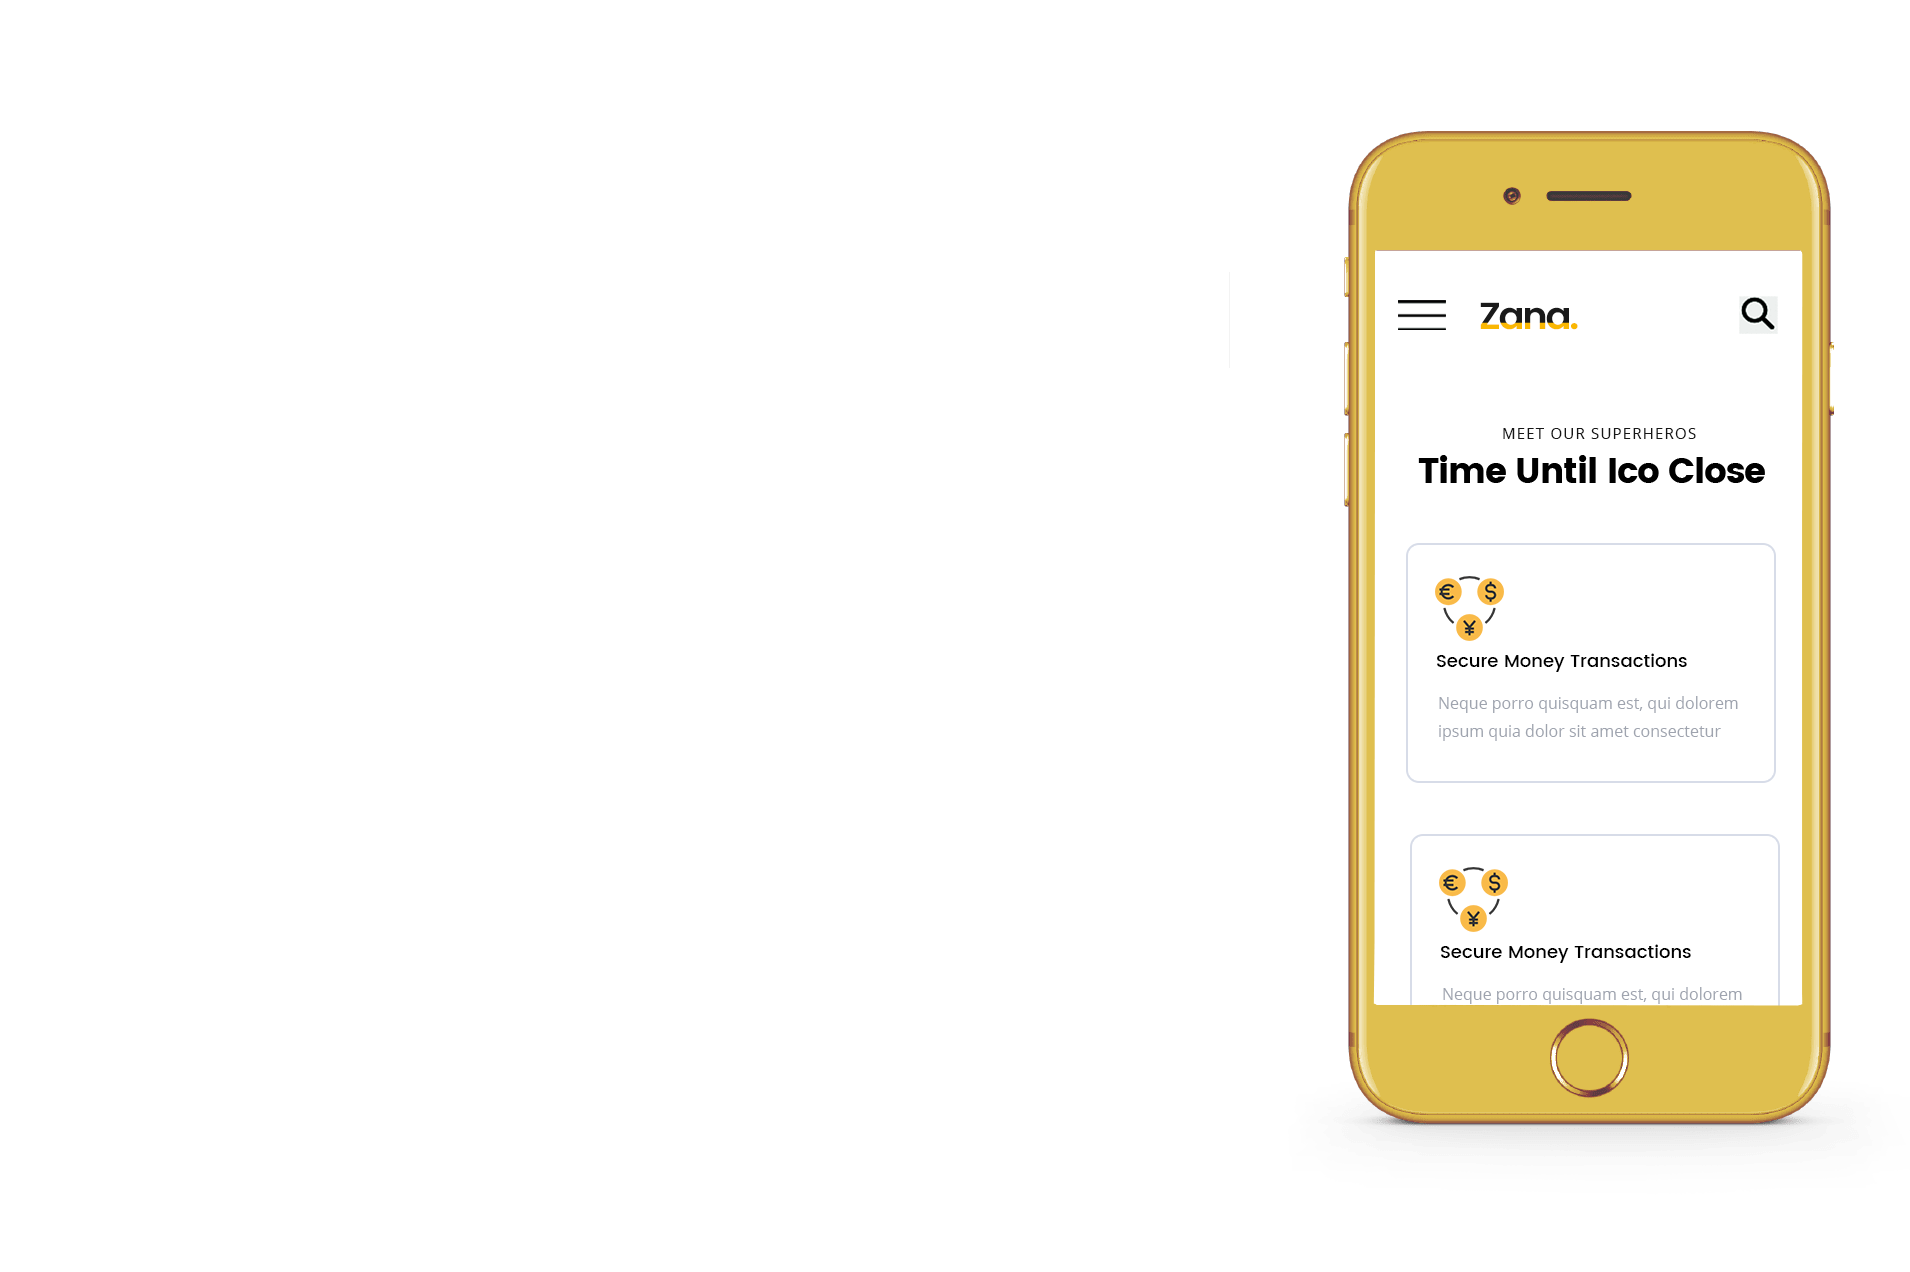 Zana.
MEET OUR SUPERHEROS
Time Until Ico Close
€ $
¥
Secure Money Transactions
Neque porro quisquam est, qui dolorem
ipsum quia dolor sit amet consectetur
€ $
¥
Secure Money Transactions
Neque porro quisquam est, qui dolorem